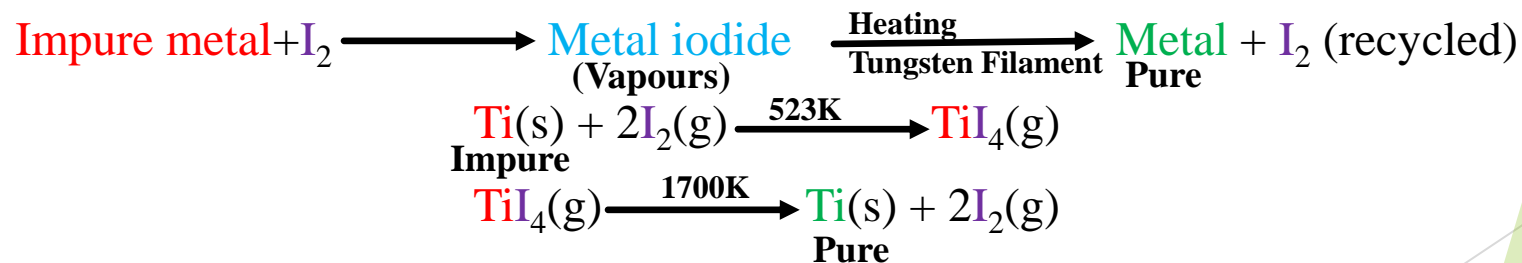 Impure metal+I₂ ⟶ Metal iodide Heating ⟶ Metal + I₂ (recycled)
(Vapours) Tungsten Filament Pure
Ti(s) + 2I₂(g) 523K ⟶ TiI₄(g)
Impure
TiI₄(g) 1700K ⟶ Ti(s) + 2I₂(g)
Pure